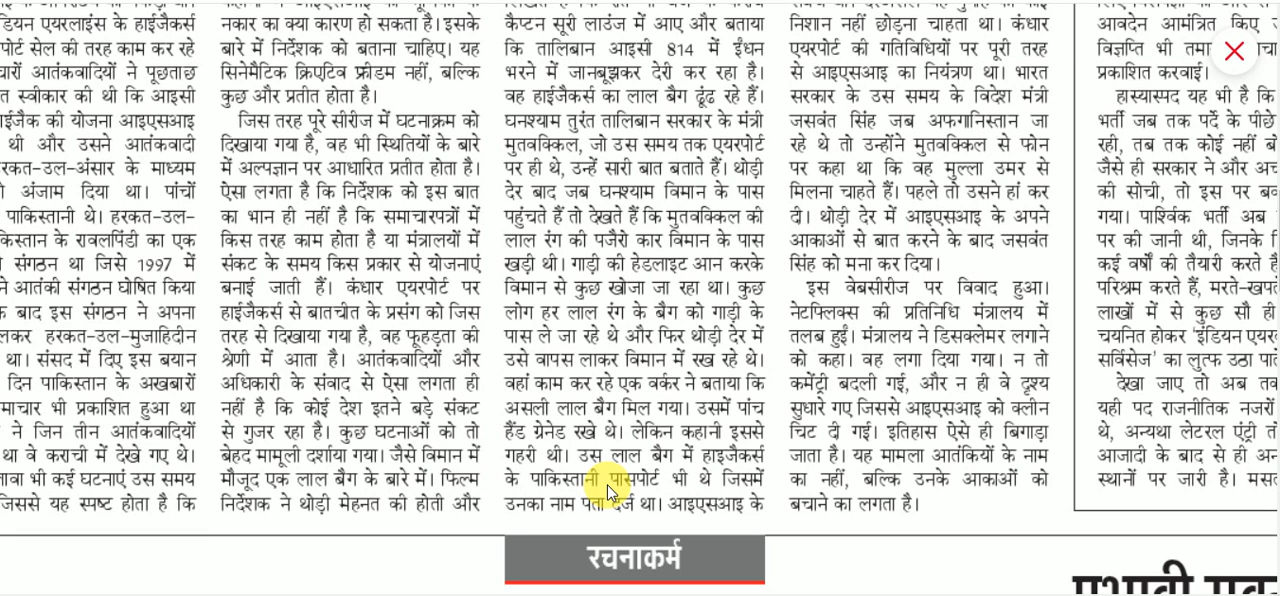 डियन एयरलाइंस के हाईजैकर्स
पोर्ट सेल की तरह काम कर रहे
चारों आतंकवादियों ने पूछताछ
त स्वीकार की थी कि आइसी
आइएसआइ
थी और उसने आतंकवादी
रकत-उल-अंसार के माध्यम
अंजाम दिया था। पांचों
पाकिस्तानी थे। हरकत-उल-
किस्तान के रावलपिंडी का एक
संगठन था जिसे 1997 में
ने आतंकी संगठन घोषित किया
के बाद इस संगठन ने अपना
लकर हरकत-उल-मुजाहिदीन
था। संसद में दिए इस बयान
दिन पाकिस्तान के अखबारों
माचार भी प्रकाशित हुआ था
ने जिन तीन आतंकवादियों
था वे कराची में देखे गए थे।
लावा भी कई घटनाएं उस समय
जिससे यह स्पष्ट होता है कि
नकार का क्या कारण हो सकता है। इसके
बारे में निर्देशक को बताना चाहिए। यह
सिनेमैटिक क्रिएटिव फ्रीडम नहीं, बल्कि
कुछ और प्रतीत होता है।
जिस तरह पूरे सीरीज में घटनाक्रम को
दिखाया गया है, वह भी स्थितियों के बारे
में अल्पज्ञान पर आधारित प्रतीत होता है।
ऐसा लगता है कि निर्देशक को इस बात
का भान ही नहीं है कि समाचारपत्रों में
किस तरह काम होता है या मंत्रालयों में
संकट के समय किस प्रकार से योजनाएं
बनाई जाती हैं। कंधार एयरपोर्ट पर
हाईजैकर्स से बातचीत के प्रसंग को जिस
तरह से दिखाया गया है, वह फूहड़ता की
श्रेणी में आता है। आतंकवादियों और
अधिकारी के संवाद से ऐसा लगता ही
नहीं है कि कोई देश इतने बड़े संकट
से गुजर रहा है। कुछ घटनाओं को तो
बेहद मामूली दर्शाया गया। जैसे विमान में
मौजूद एक लाल बैग के बारे में। फिल्म
निर्देशक ने थोड़ी मेहनत की होती और
कैप्टन सूरी लाउंज में आए और बताया
कि तालिबान आइसी 814 में ईंधन
भरने में जानबूझकर देरी कर रहा है।
वह हाईजैकर्स का लाल बैग ढूंढ रहे हैं।
घनश्याम तुरंत तालिबान सरकार के मंत्री
मुतवक्किल, जो उस समय तक एयरपोर्ट
पर ही थे, उन्हें सारी बात बताते हैं। थोड़ी
देर बाद जब घनश्याम विमान के पास
पहुंचते हैं तो देखते हैं कि मुतवक्किल की
लाल रंग की पजैरो कार विमान के पास
खड़ी थी। गाड़ी की हेडलाइट आन करके
विमान से कुछ खोजा जा रहा था। कुछ
लोग हर लाल रंग के बैग को गाड़ी के
पास ले जा रहे थे और फिर थोड़ी देर में
उसे वापस लाकर विमान में रख रहे थे।
वहां काम कर रहे एक वर्कर ने बताया कि
असली लाल बैग मिल गया। उसमें पांच
हैंड ग्रेनेड रखे थे। लेकिन कहानी इससे
गहरी थी। उस लाल बैग में हाइजैकर्स
के पाकिस्तानी पासपोर्ट भी थे जिसमें
उनका नाम पता दर्ज था। आइएसआइ के
निशान नहीं छोड़ना चाहता था। कंधार
एयरपोर्ट की गतिविधियों पर पूरी तरह
से आइएसआइ का नियंत्रण था। भारत
सरकार के उस समय के विदेश मंत्री
जसवंत सिंह जब अफगानिस्तान जा
रहे थे तो उन्होंने मुतवक्किल से फोन
पर कहा था कि वह मुल्ला उमर से
मिलना चाहते हैं। पहले तो उसने हां कर
दी। थोड़ी देर में आइएसआइ के अपने
आकाओं से बात करने के बाद जसवंत
सिंह को मना कर दिया।
इस वेबसीरीज पर विवाद हुआ।
नेटफ्लिक्स की प्रतिनिधि मंत्रालय में
तलब हुईं। मंत्रालय ने डिसक्लेमर लगाने
को कहा। वह लगा दिया गया। न तो
कमेंट्री बदली गई, और न ही वे दृश्य
सुधारे गए जिससे आइएसआइ को क्लीन
चिट दी गई। इतिहास ऐसे ही बिगाड़ा
जाता है। यह मामला आतंकियों के नाम
का नहीं, बल्कि उनके आकाओं को
बचाने का लगता है।
आवदेन आमंत्रित किए
विज्ञप्ति भी
प्रकाशित करवाई।
हास्यास्पद यह भी है कि
भर्ती जब तक पर्दे के पीछे
रही, तब तक कोई नहीं
जैसे ही सरकार ने और
की सोची, तो इस पर
गया। पाश्विक भर्ती अब
पर की जानी थी, जिनके
कई वर्षों की तैयारी करते
परिश्रम करते हैं, मरते-खपते
लाखों में से कुछ सौ ही
चयनित होकर 'इंडियन
सर्विसेज' का लुत्फ उठा
देखा जाए तो अब तक
यही पद राजनीतिक नजरों
थे, अन्यथा लेटरल एंट्री
आजादी के बाद से ही
स्थानों पर जारी है।
रचनाकर्म